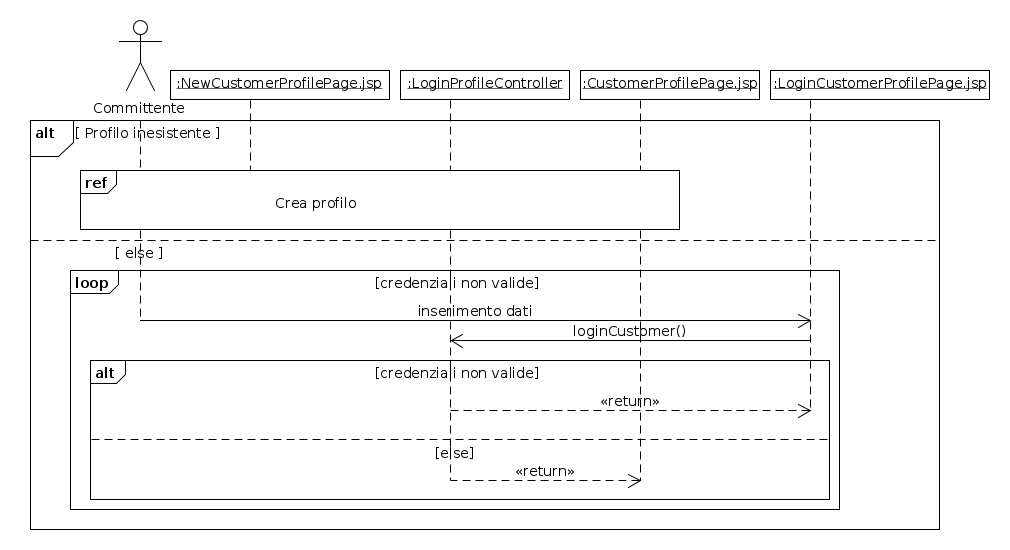 :NewCustomerProfilePage.jsp
:LoginProfileController
:CustomerProfilePage.jsp
:LoginCustomerProfilePage.jsp
Committente
alt
[ Profilo inesistente ]
ref
Crea profilo
[ else ]
loop
[credenziali non valide]
inserimento dati
loginCustomer()
alt
[credenziali non valide]
«return»
[else]
«return»